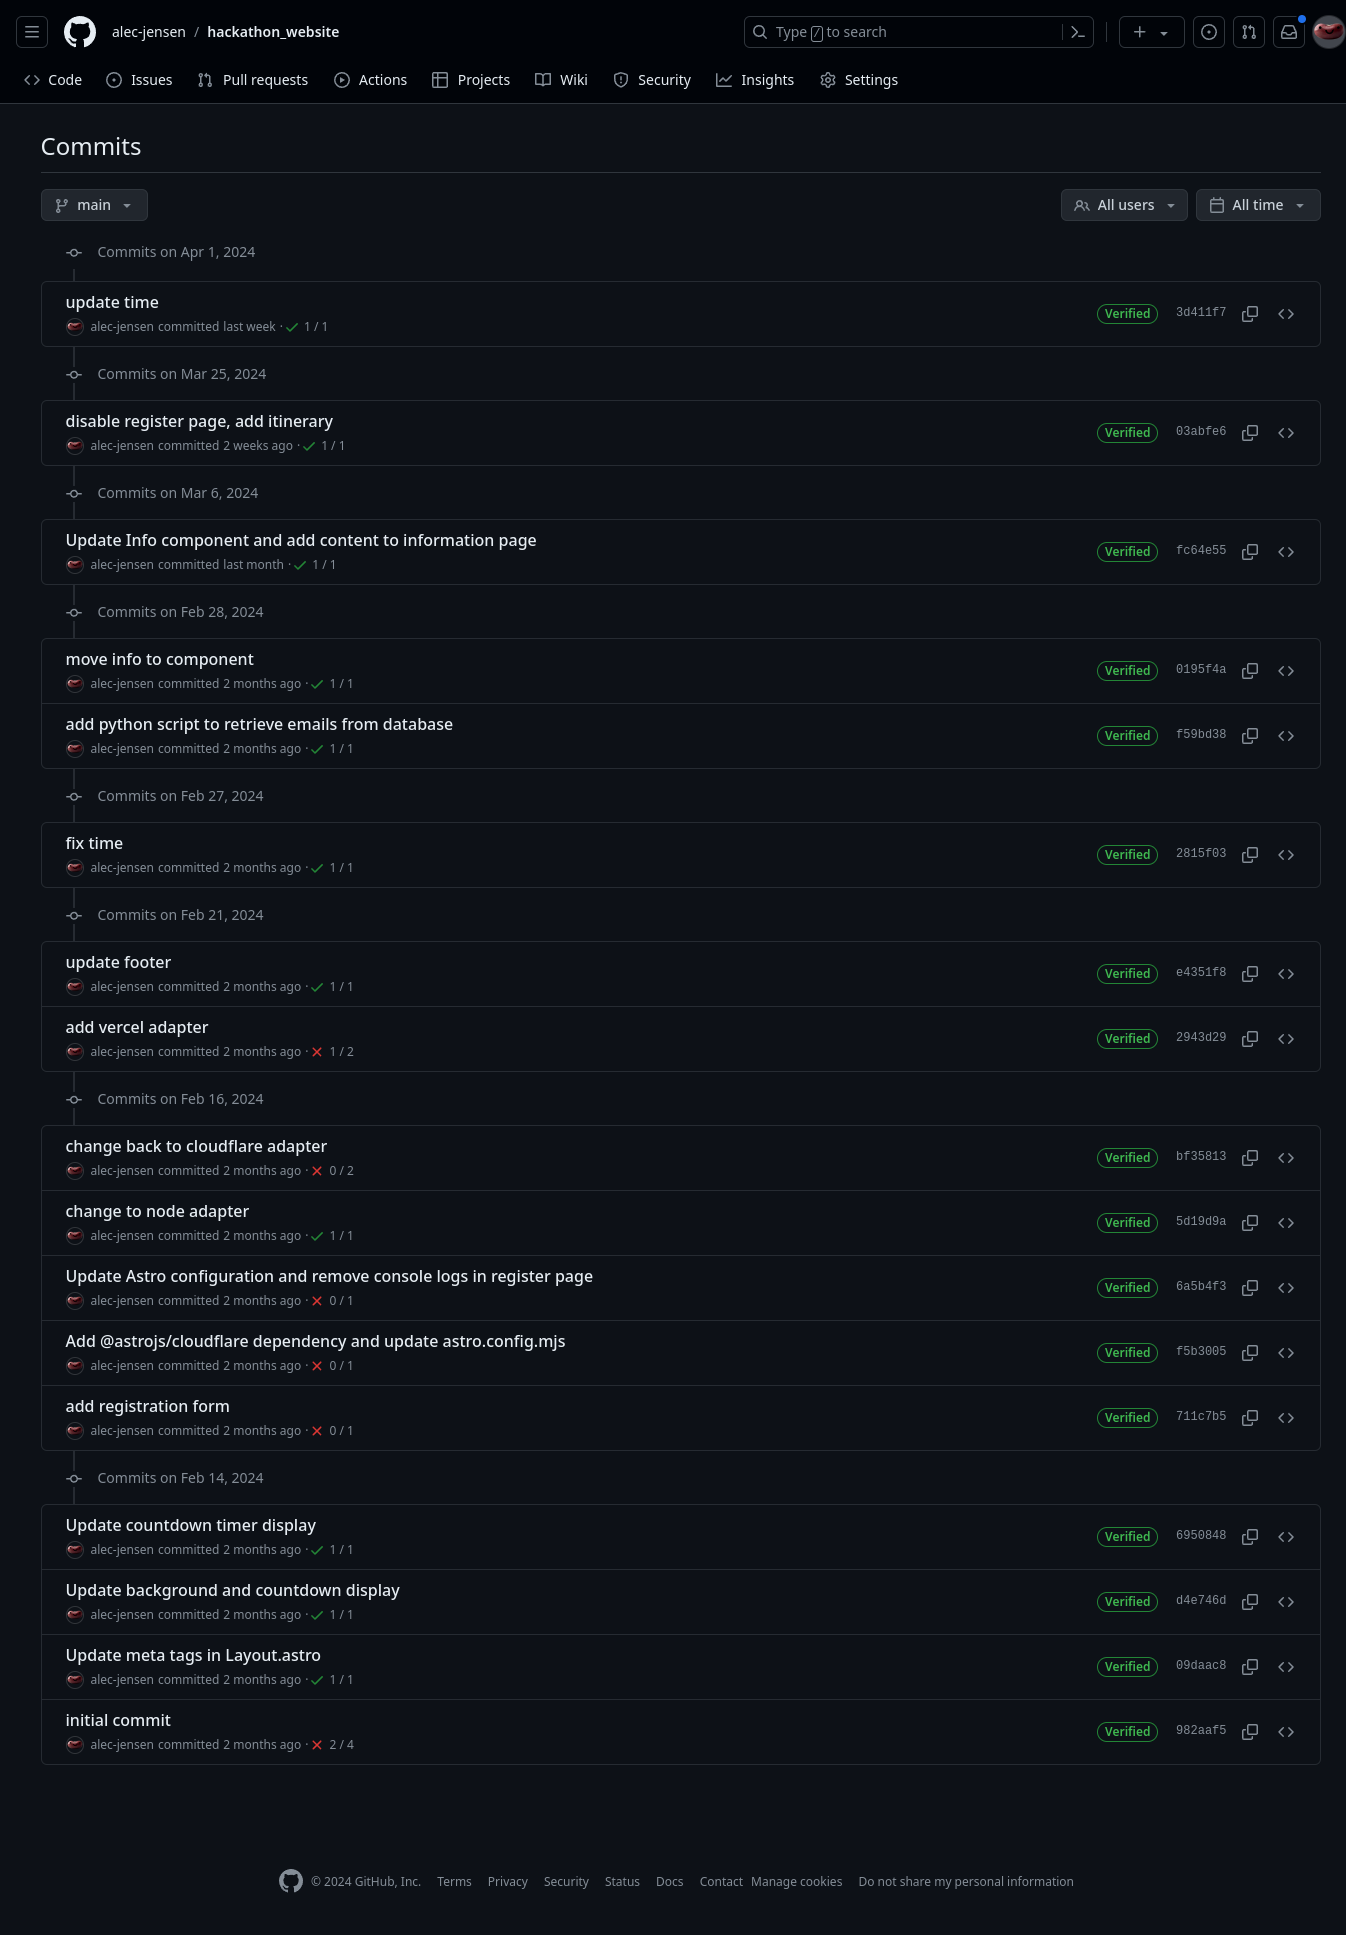 alec-jensen / hackathon_website
Type / to search
Code Issues Pull requests Actions Projects Wiki Security Insights Settings
Commits
main All users All time
Commits on Apr 1, 2024
update time
alec-jensen committed last week · 1 / 1
Verified 3d411f7
Commits on Mar 25, 2024
disable register page, add itinerary
alec-jensen committed 2 weeks ago · 1 / 1
Verified 03abfe6
Commits on Mar 6, 2024
Update Info component and add content to information page
alec-jensen committed last month · 1 / 1
Verified fc64e55
Commits on Feb 28, 2024
move info to component
alec-jensen committed 2 months ago · 1 / 1
Verified 0195f4a
add python script to retrieve emails from database
alec-jensen committed 2 months ago · 1 / 1
Verified f59bd38
Commits on Feb 27, 2024
fix time
alec-jensen committed 2 months ago · 1 / 1
Verified 2815f03
Commits on Feb 21, 2024
update footer
alec-jensen committed 2 months ago · 1 / 1
Verified e4351f8
add vercel adapter
alec-jensen committed 2 months ago · 1 / 2
Verified 2943d29
Commits on Feb 16, 2024
change back to cloudflare adapter
alec-jensen committed 2 months ago · 0 / 2
Verified bf35813
change to node adapter
alec-jensen committed 2 months ago · 1 / 1
Verified 5d19d9a
Update Astro configuration and remove console logs in register page
alec-jensen committed 2 months ago · 0 / 1
Verified 6a5b4f3
Add @astrojs/cloudflare dependency and update astro.config.mjs
alec-jensen committed 2 months ago · 0 / 1
Verified f5b3005
add registration form
alec-jensen committed 2 months ago · 0 / 1
Verified 711c7b5
Commits on Feb 14, 2024
Update countdown timer display
alec-jensen committed 2 months ago · 1 / 1
Verified 6950848
Update background and countdown display
alec-jensen committed 2 months ago · 1 / 1
Verified d4e746d
Update meta tags in Layout.astro
alec-jensen committed 2 months ago · 1 / 1
Verified 09daac8
initial commit
alec-jensen committed 2 months ago · 2 / 4
Verified 982aaf5
© 2024 GitHub, Inc. Terms Privacy Security Status Docs Contact Manage cookies Do not share my personal information